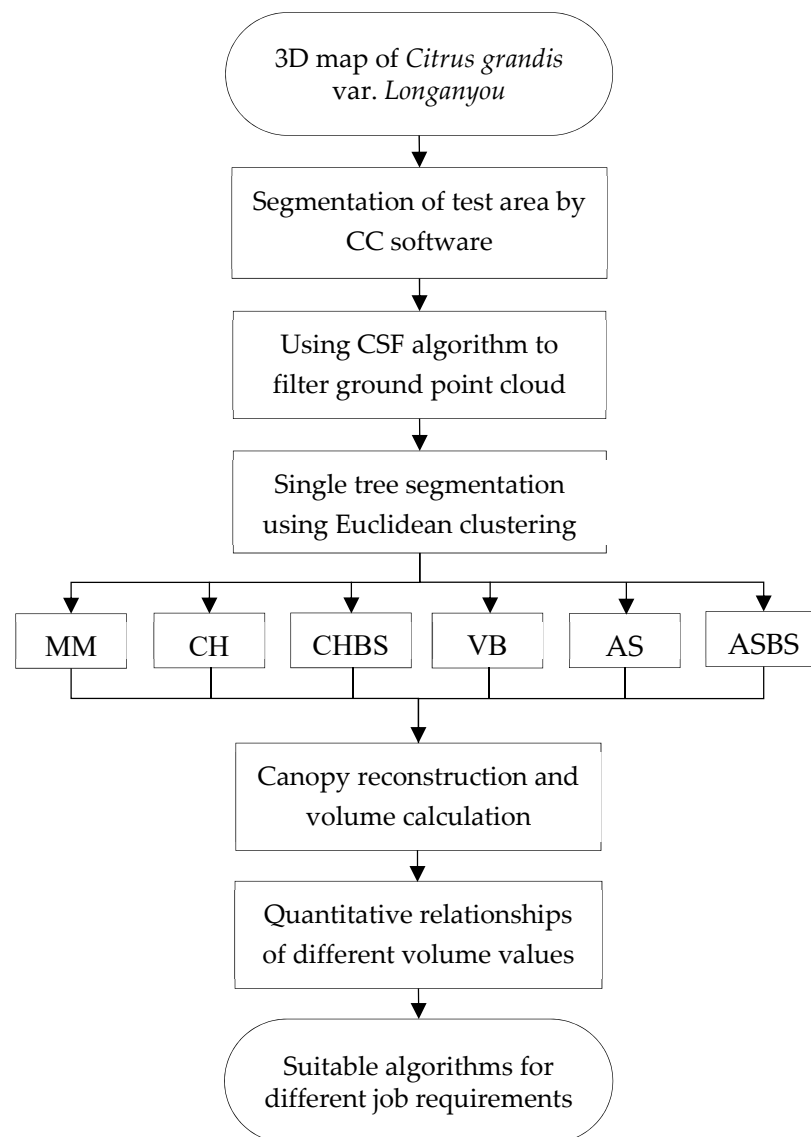 3D map of Citrus grandis
var. Longanyou
Segmentation of test area by
CC software
Using CSF algorithm to
filter ground point cloud
Single tree segmentation
using Euclidean clustering
MM CH CHBS VB AS ASBS
Canopy reconstruction and
volume calculation
Quantitative relationships
of different volume values
Suitable algorithms for
different job requirements